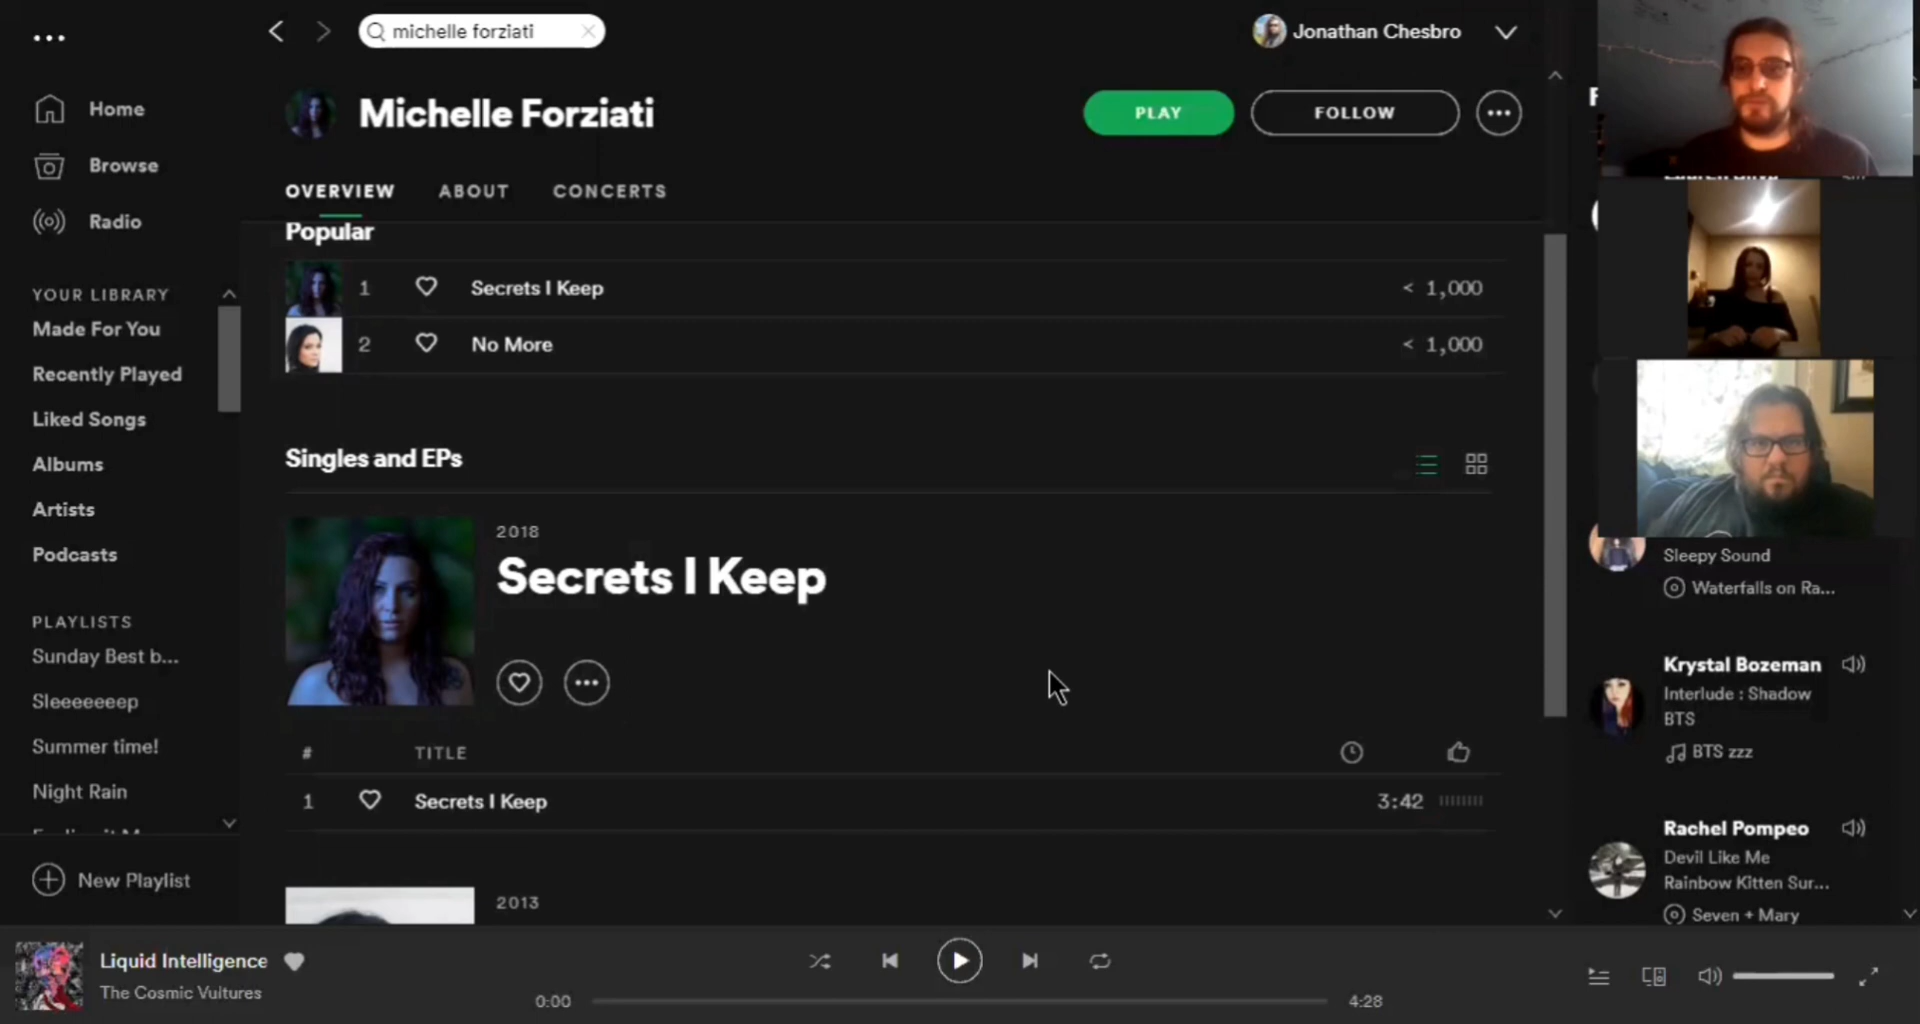 michelle forziati
Jonathan Chesbro
Home
Browse
Radio
YOUR LIBRARY
Made For You
Recently Played
Liked Songs
Albums
Artists
Podcasts
PLAYLISTS
Sunday Best b...
Sleeeeeeep
Summer time!
Night Rain
New Playlist
Michelle Forziati
PLAY
FOLLOW
OVERVIEW
ABOUT
CONCERTS
Popular
1 Secrets I Keep < 1,000
2 No More < 1,000
Singles and EPs
2018
Secrets I Keep
# TITLE
1 Secrets I Keep 3:42
2013
Sleepy Sound
Waterfalls on Ra...
Krystal Bozeman
Interlude : Shadow
BTS
BTS zzz
Rachel Pompeo
Devil Like Me
Rainbow Kitten Sur...
Seven + Mary
Liquid Intelligence
The Cosmic Vultures
0:00
4:28